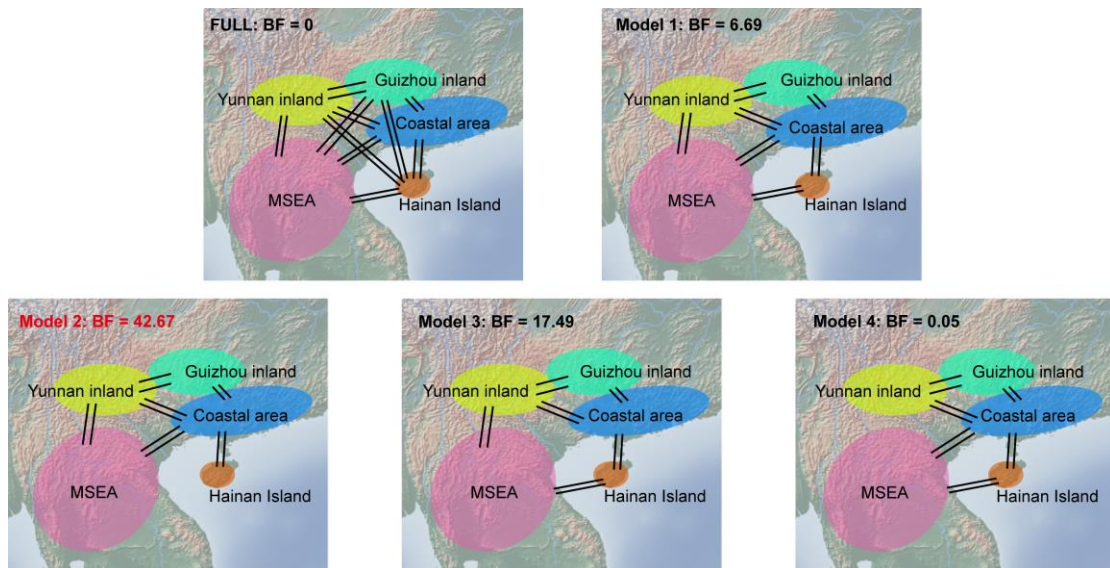 FULL: BF = 0
Guizhou inland
Yunnan inland
Coastal area
MSEA
Hainan Island
Model 1: BF = 6.69
Guizhou inland
Yunnan inland
Coastal area
MSEA
Hainan Island
Model 2: BF = 42.67
Guizhou inland
Yunnan inland
Coastal area
MSEA
Hainan Island
Model 3: BF = 17.49
Guizhou inland
Yunnan inland
Coastal area
MSEA
Hainan Island
Model 4: BF = 0.05
Guizhou inland
Yunnan inland
Coastal area
MSEA
Hainan Island